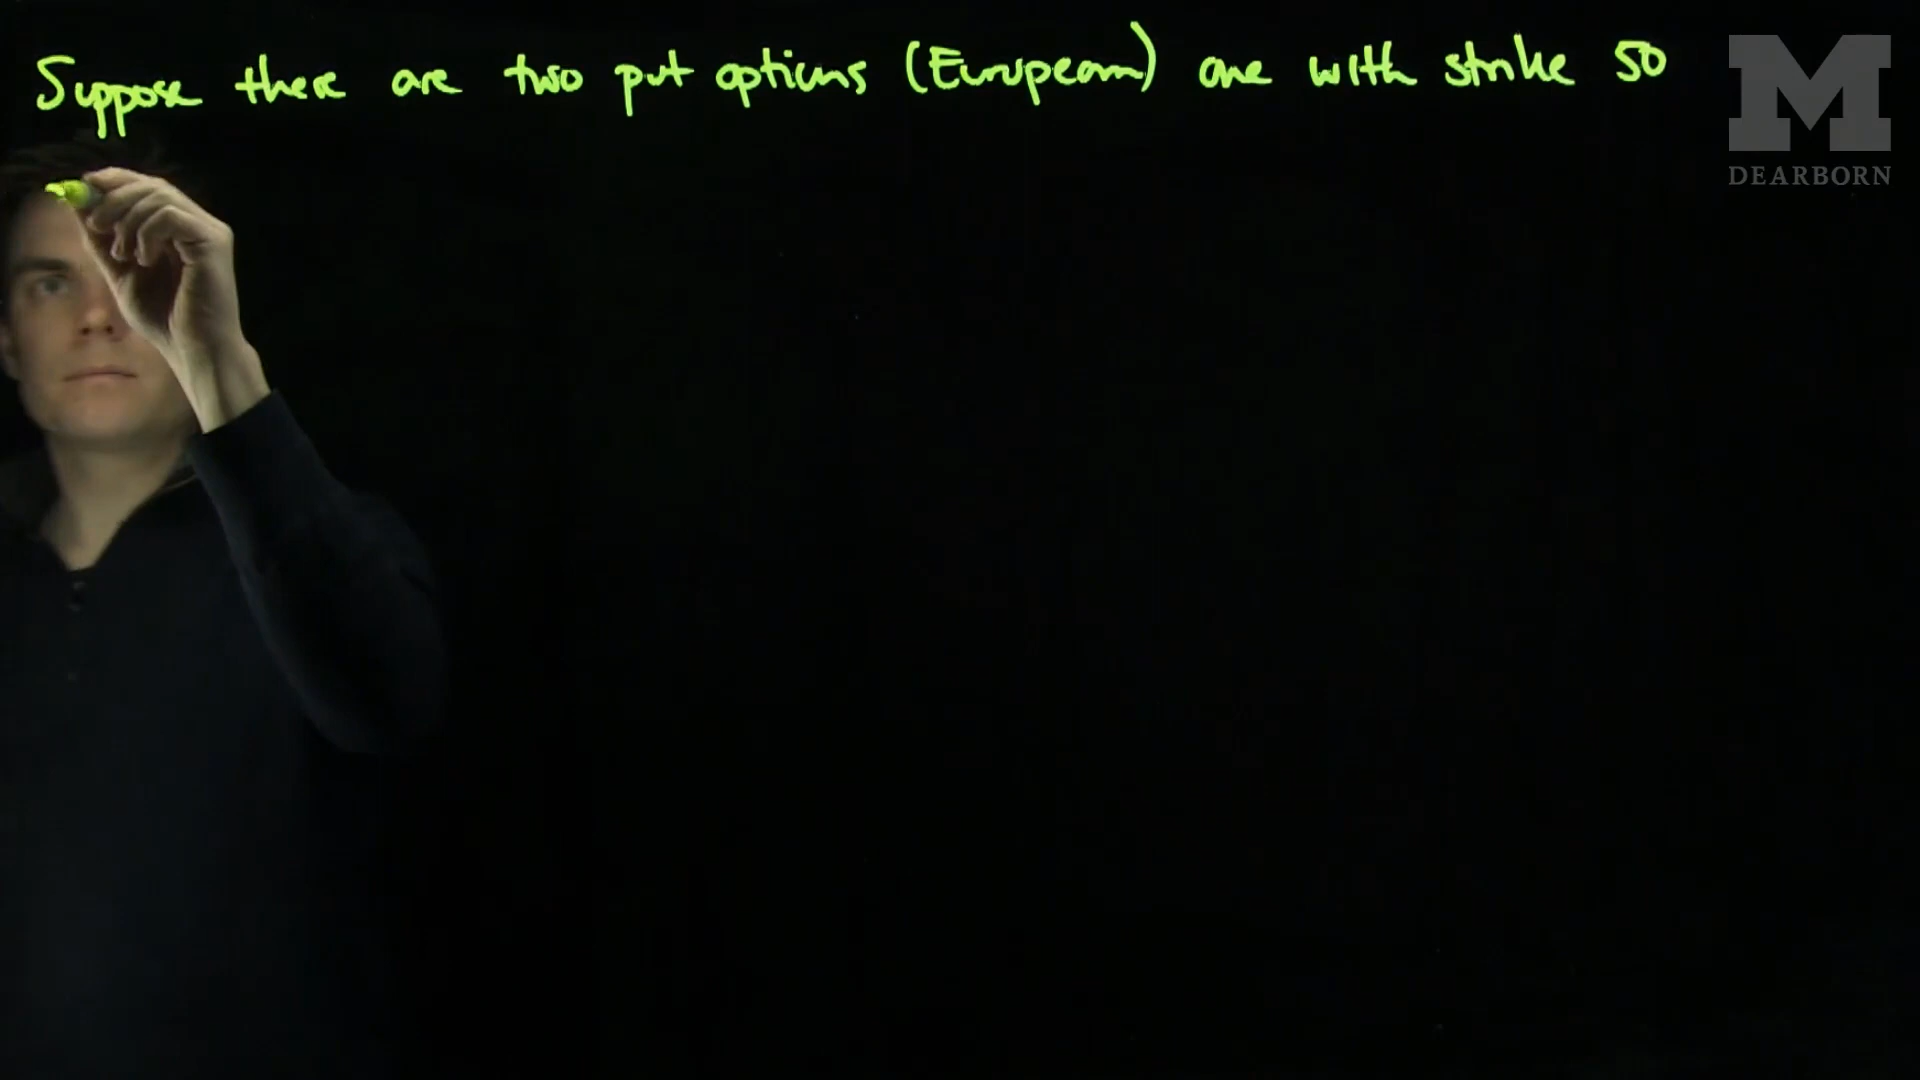 Suppose there are two put options (European) one with strike 50
M
DEARBORN